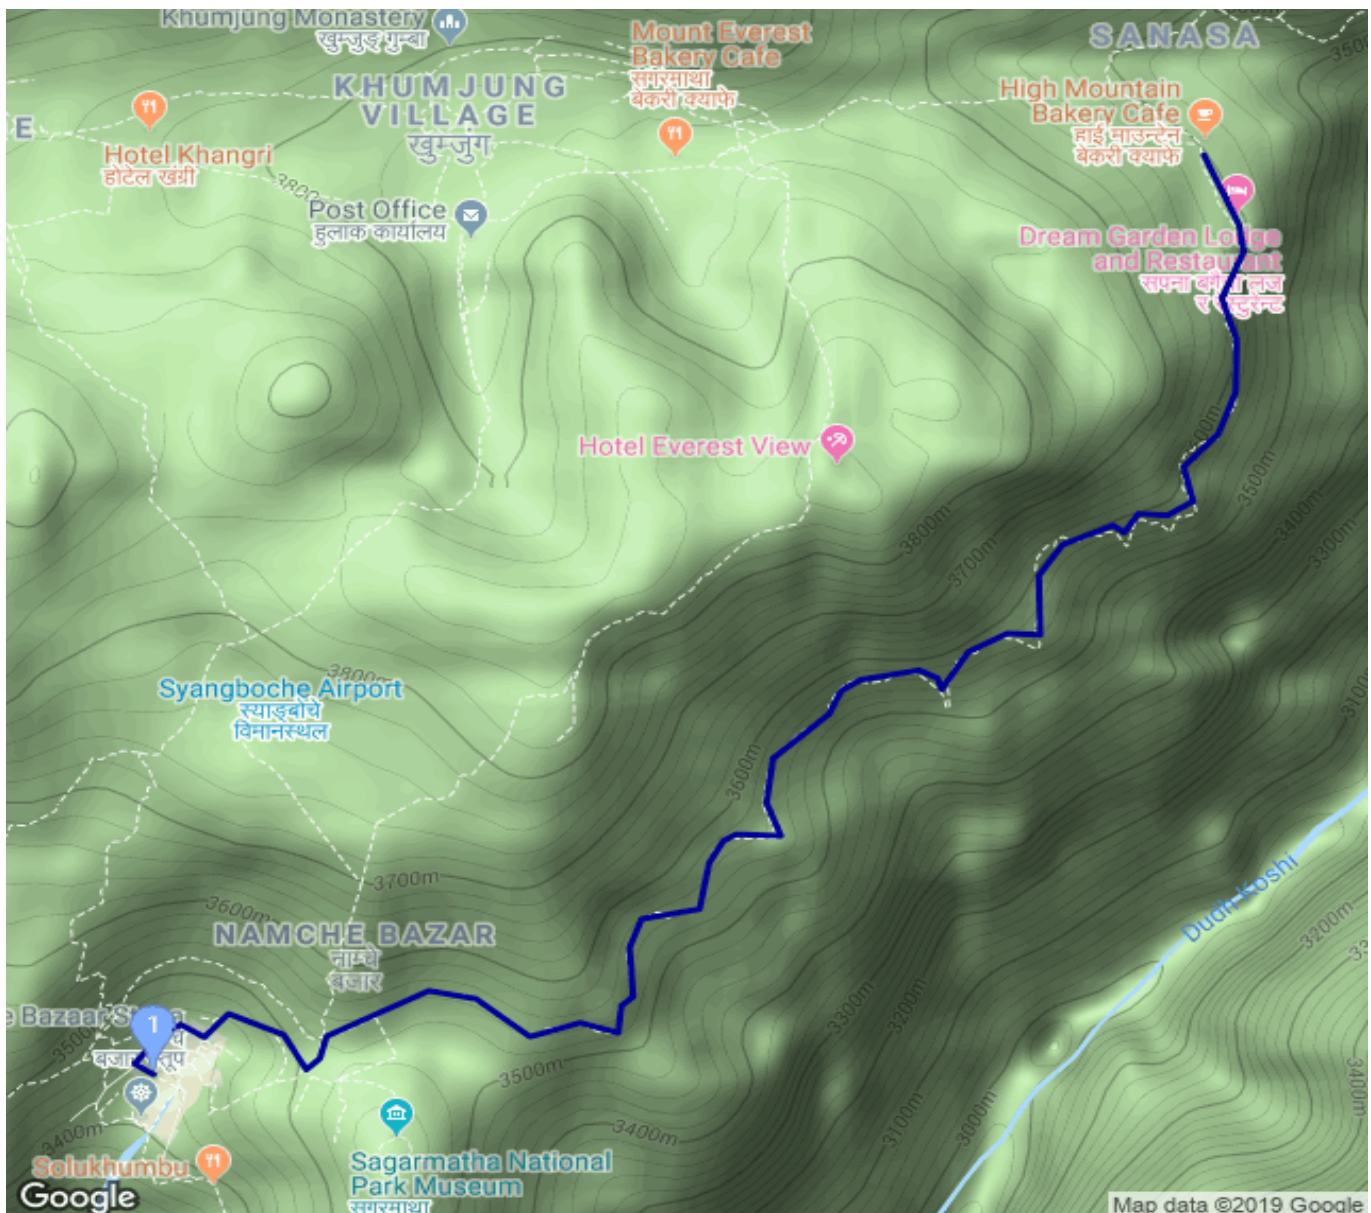 Khumjung Monastery
खुम्जुङ गुम्बा
Mount Everest
Bakery Cafe
सगरमाथा
बेकरी क्याफे
SANASA
3500m
KHUMJUNG
VILLAGE
खुम्जुंग
High Mountain
Bakery Cafe
हाई माउन्टेन
बेकरी क्याफे
E
Hotel Khangri
होटेल खंग्री
3800m
Post Office
हुलाक कार्यालय
Dream Garden Lodge
and Restaurant
Hotel Everest View
3500m
3400m
3300m
3800m
3700m
3800m
Syangboche Airport
स्याङ्बोचे
विमानस्थल
3600m
Dudh Koshi
3700m
3600m
3200m
NAMCHE BAZAR
नाम्चे
बजार
1
3500m
3300m
3200m
3400m
3100m
3000m
3400m
3400m
Solukhumbu
Sagarmatha National
Park Museum
सगरमाथा
Google
Map data ©2019 Google